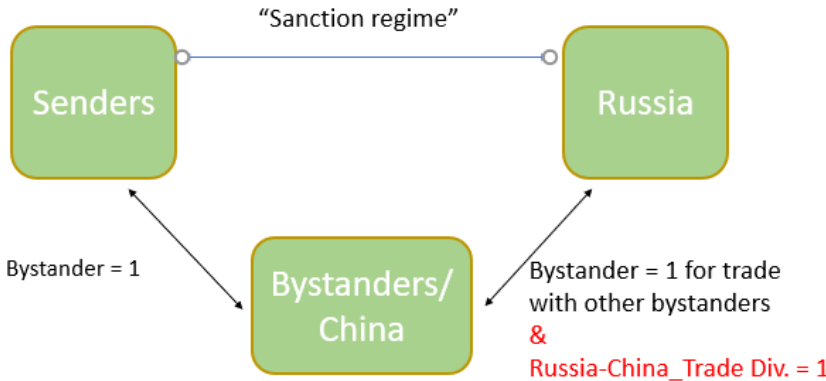 “Sanction regime”
Senders
Russia
Bystander = 1
Bystanders/
China
Bystander = 1 for trade
with other bystanders
&
Russia-China_Trade Div. = 1